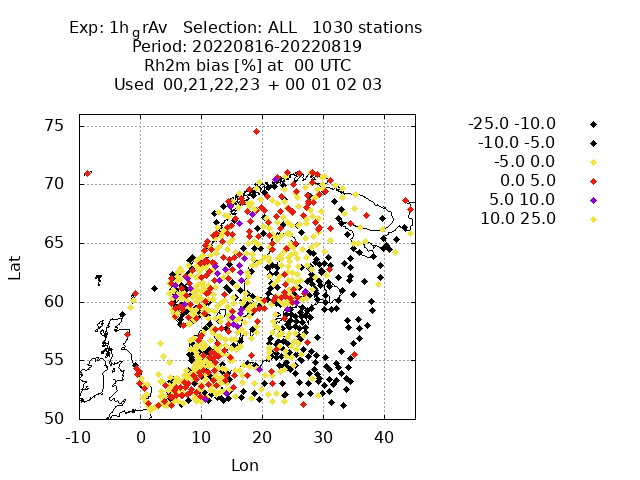 Exp: 1h grAv Selection: ALL 1030 stations
Period: 20220816-20220819
Rh2m bias [%] at 00 UTC
Used 00,21,22,23 + 00 01 02 03
-25.0 -10.0
-10.0 -5.0
-5.0 0.0
0.0 5.0
5.0 10.0
10.0 25.0
75
70
65
60
55
50
Lat
-10 0 10 20 30 40
Lon